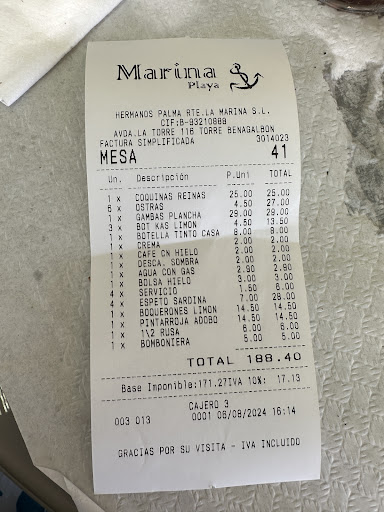 Marina
Playa
HERMANOS PALMA RTE.LA MARINA S.L.
CIF:B-93210888
AVDA.LA TORRE 116 TORRE BENAGALBON
FACTURA SIMPLIFICADA 3014023
MESA 41
Un. Descripción P.Uni TOTAL
1 x COQUINAS REINAS 25.00 25.00
6 x OSTRAS 4.50 27.00
1 x GAMBAS PLANCHA 29.00 29.00
3 x BOT KAS LIMON 4.50 13.50
1 x BOTELLA TINTO CASA 8.00 8.00
1 x CREMA 2.00 2.00
1 x CAFE CN HIELO 2.00 2.00
1 x DESCA. SOMBRA 2.00 2.00
1 x AGUA CON GAS 2.90 2.90
1 x BOLSA HIELO 3.00 3.00
4 x SERVICIO 1.50 6.00
4 x ESPETO SARDINA 7.00 28.00
1 x BOQUERONES LIMON 14.50 14.50
1 x PINTARROJA ADOBO 14.50 14.50
1 x 1\2 RUSA 6.00 6.00
1 x BOMBONIERA 5.00 5.00
TOTAL 188.40
Base Imponible:171.27IVA 10%: 17.13
CAJERO 3
003 013 0001 06/08/2024 16:14
GRACIAS POR SU VISITA - IVA INCLUIDO